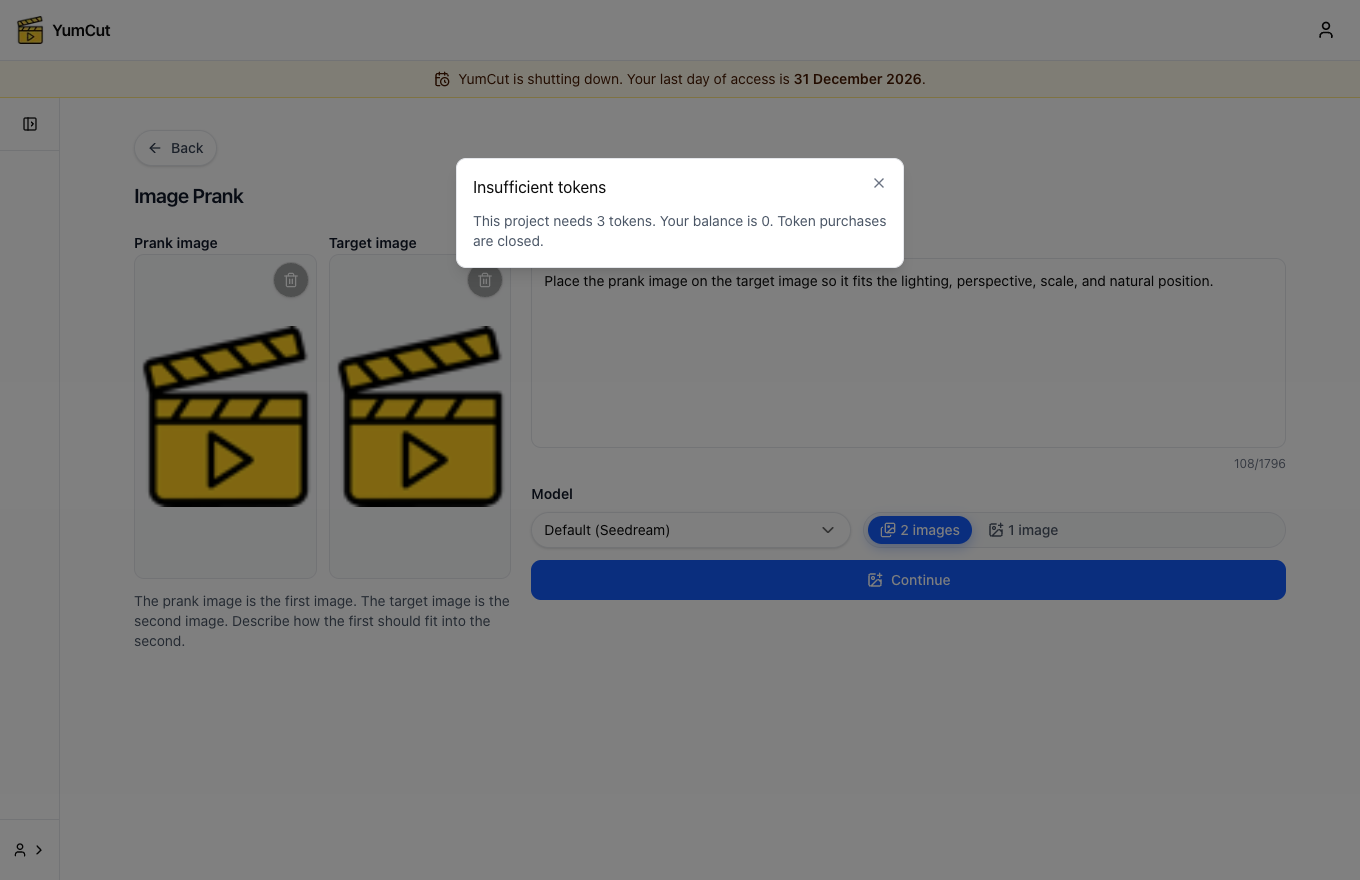 YumCut
YumCut is shutting down. Your last day of access is 31 December 2026.
Back
Image Prank
Insufficient tokens
This project needs 3 tokens. Your balance is 0. Token purchases
are closed.
Prank image
Target image
Place the prank image on the target image so it fits the lighting, perspective, scale, and natural position.
108/1796
Model
Default (Seedream)
2 images
1 image
Continue
The prank image is the first image. The target image is the
second image. Describe how the first should fit into the
second.